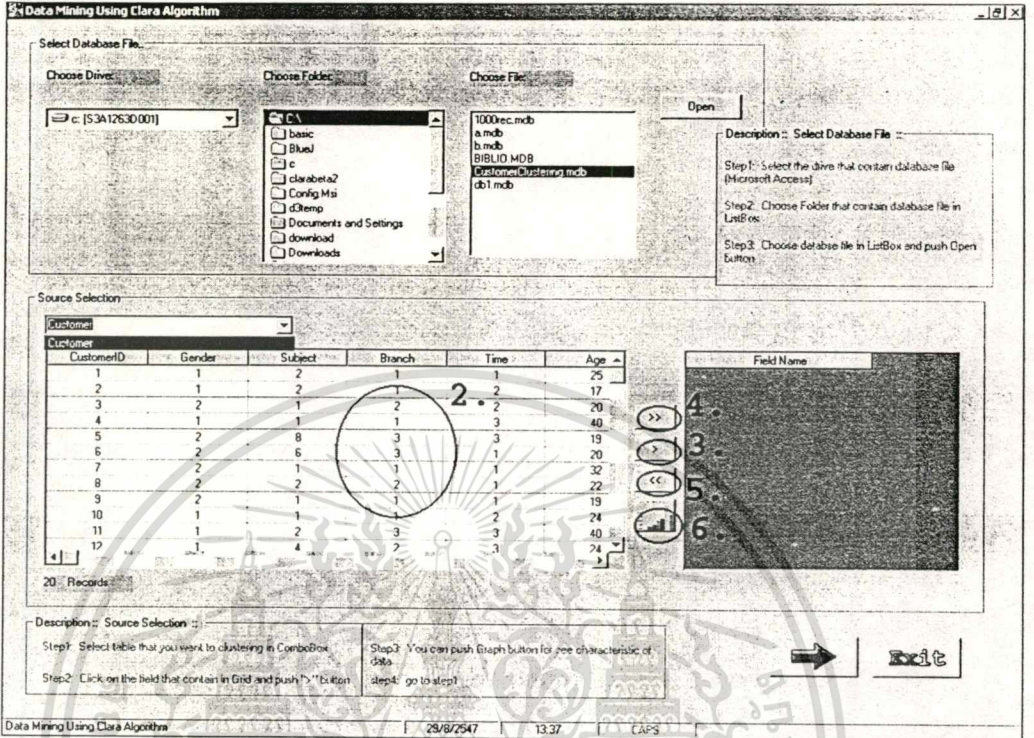 Data Mining Using Clara Algorithm
Select Database File..
Choose Drive: Choose Folder: Choose File:
c: [S3A1263D001]
C:\
basic
BlueJ
c
clarabeta2
Config.Msi
d3temp
Documents and Settings
download
Downloads
1000rec.mdb
a.mdb
b.mdb
BIBLIO.MDB
CustomerClustering.mdb
db1.mdb
Open
Description :: Select Database File ::
Step1: Select the drive that contain database file
(Microsoft Access)
Step2: Choose Folder that contain database file in
ListBox
Step3: Choose databse file in ListBox and push Open
button
Source Selection
Customer
Customer
CustomerID Gender Subject Branch Time Age
1 1 2 1 1 25
2 1 2 1 2 17
3 2 1 2 2 20
4 1 1 1 3 40
5 2 8 3 3 19
6 2 6 3 1 20
7 2 1 1 1 32
8 2 2 2 1 22
9 2 1 1 1 19
10 1 1 1 2 24
11 1 2 3 3 40
12 1 4 2 3 24
2.
>> 4.
> 3.
<< 5.
6.
Field Name
20 Records
Description :: Source Selection ::
Step1: Select table that you want to clustering in ComboBox
Step2: Click on the field that contain in Grid and push ">" button
Step3: You can push Graph button for see characteristic of
data
step4: go to step1
Exit
Data Mining Using Clara Algorithm 29/8/2547 13:37 CAPS